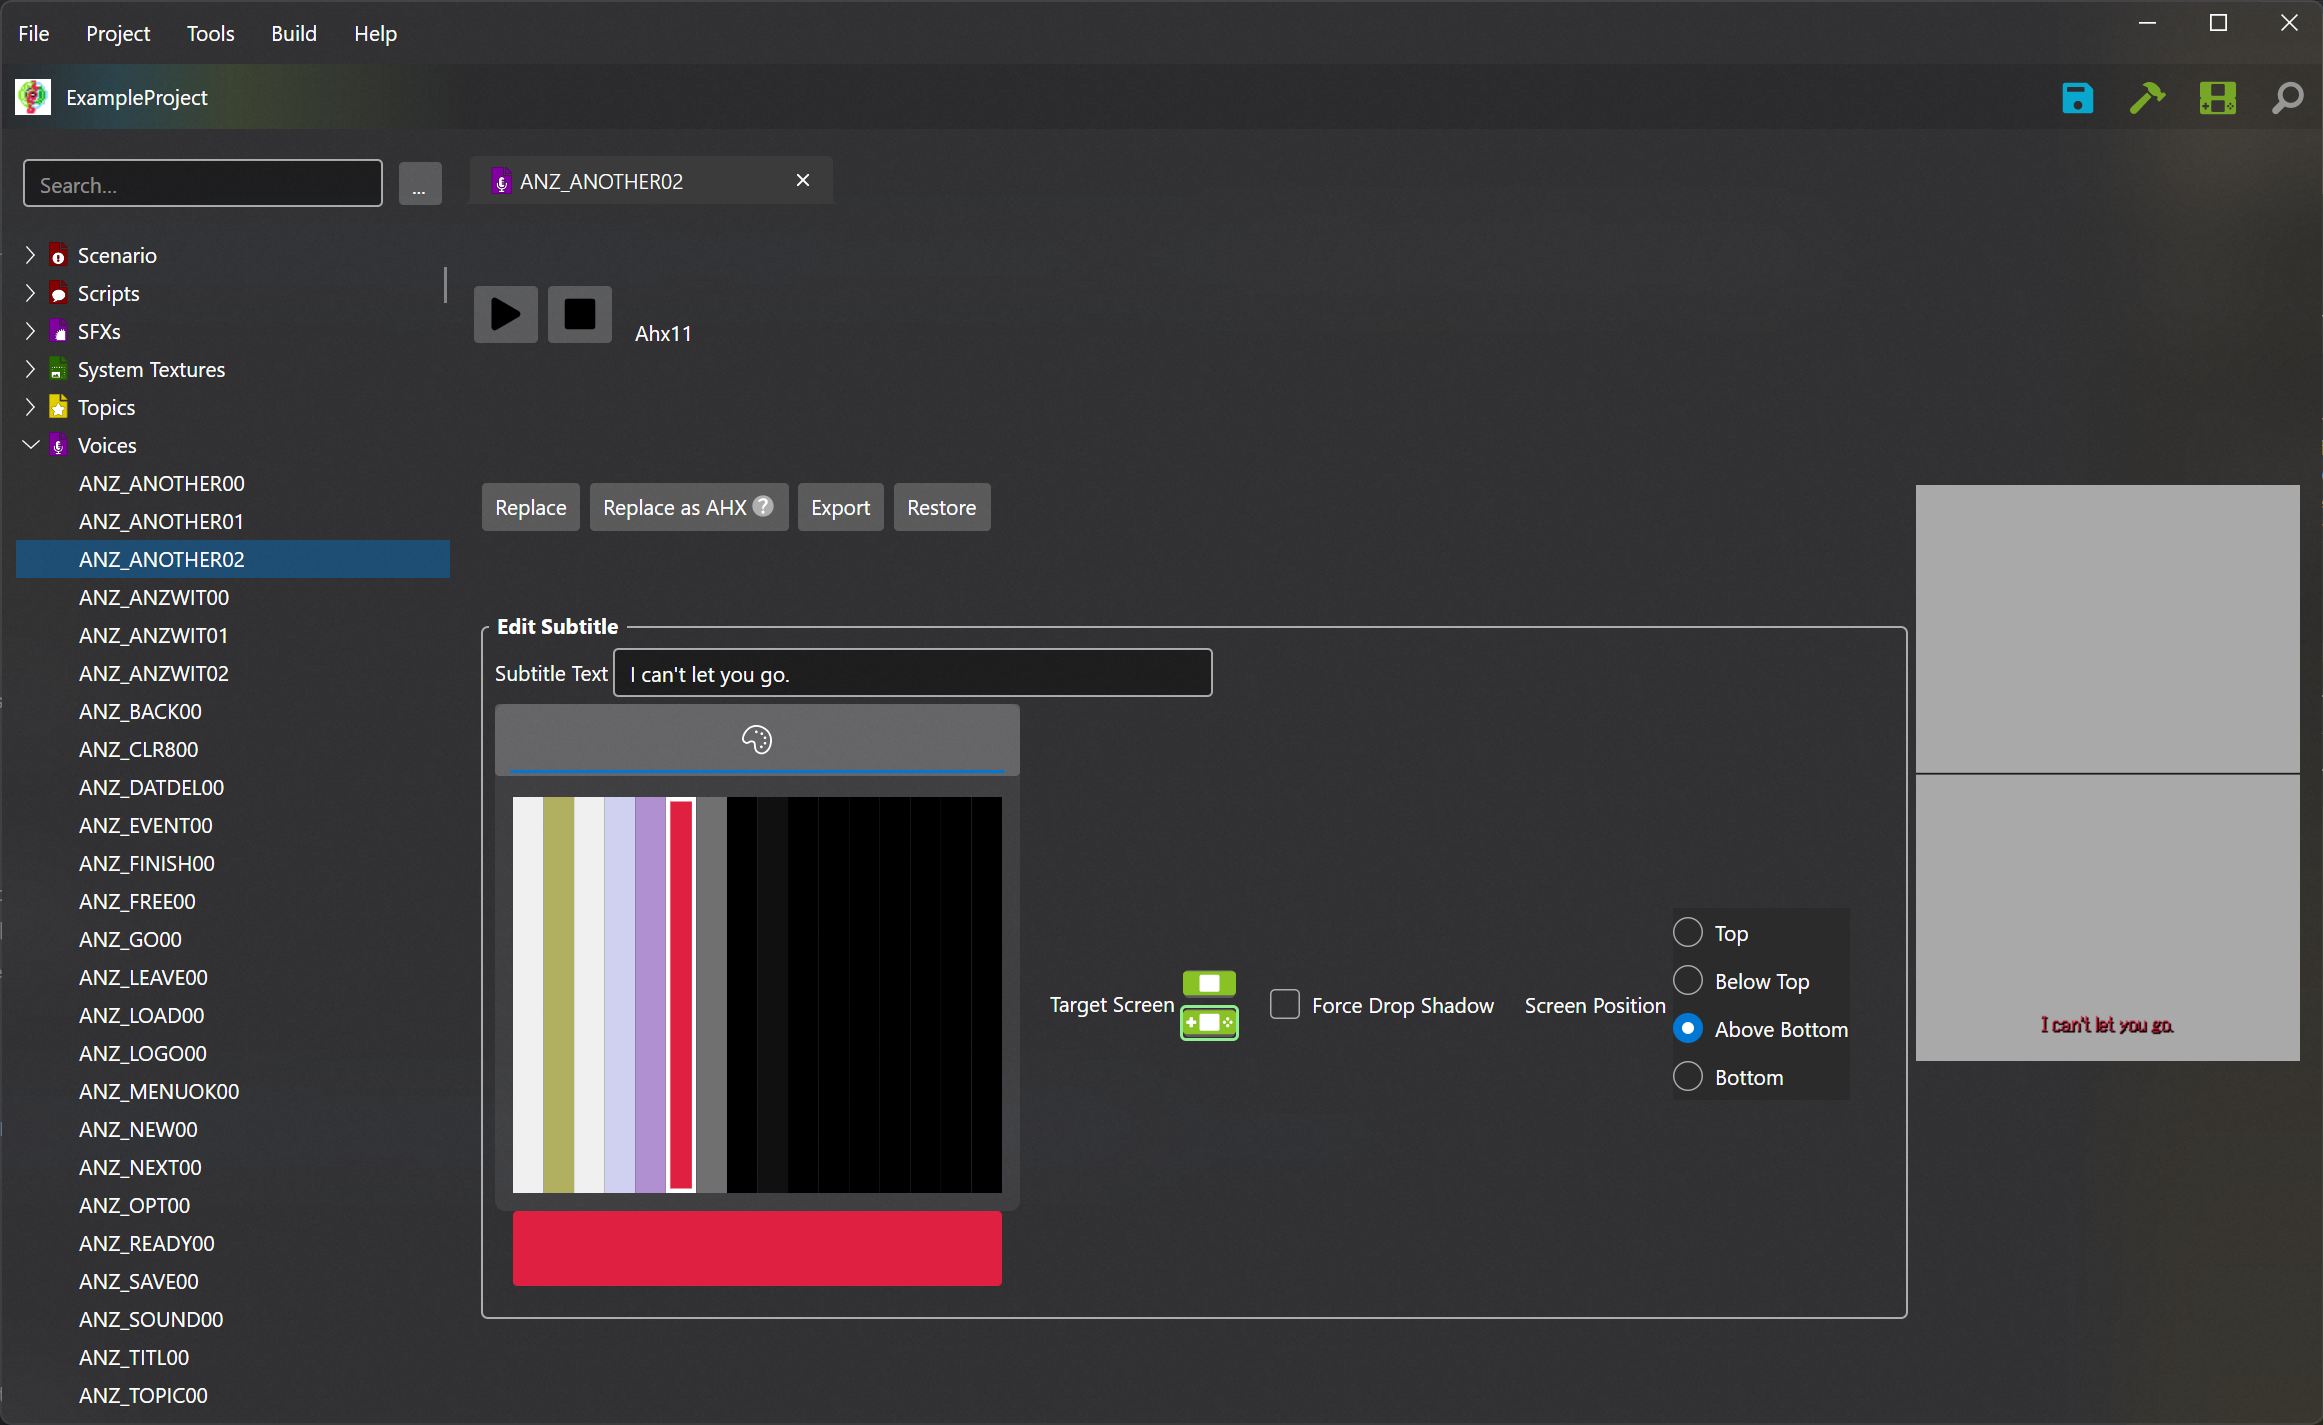 File Project Tools Build Help
ExampleProject
Search...
...
ANZ_ANOTHER02
Scenario
Scripts
SFXs
System Textures
Topics
Voices
ANZ_ANOTHER00
ANZ_ANOTHER01
ANZ_ANOTHER02
ANZ_ANZWIT00
ANZ_ANZWIT01
ANZ_ANZWIT02
ANZ_BACK00
ANZ_CLR800
ANZ_DATDEL00
ANZ_EVENT00
ANZ_FINISH00
ANZ_FREE00
ANZ_GO00
ANZ_LEAVE00
ANZ_LOAD00
ANZ_LOGO00
ANZ_MENUOK00
ANZ_NEW00
ANZ_NEXT00
ANZ_OPT00
ANZ_READY00
ANZ_SAVE00
ANZ_SOUND00
ANZ_TITL00
ANZ_TOPIC00
Ahx11
Replace Replace as AHX ? Export Restore
Edit Subtitle
Subtitle Text I can't let you go.
Target Screen Force Drop Shadow Screen Position
Top
Below Top
Above Bottom
Bottom
I can't let you go.